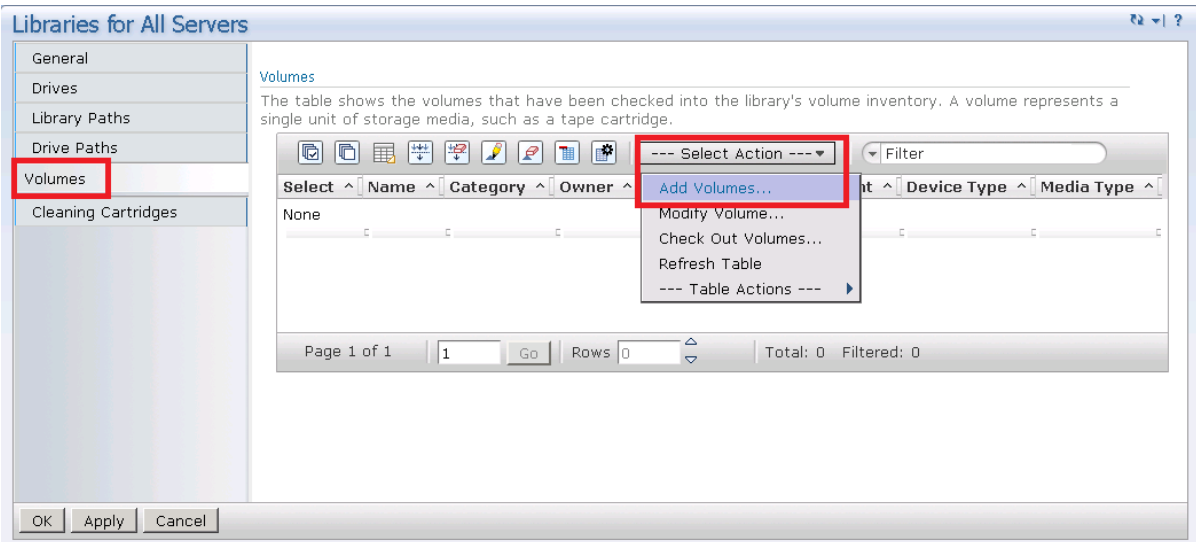 Libraries for All Servers
?
General
Drives
Library Paths
Drive Paths
Volumes
Cleaning Cartridges
Volumes
The table shows the volumes that have been checked into the library's volume inventory. A volume represents a
single unit of storage media, such as a tape cartridge.
--- Select Action --- Filter
Select ^ Name ^ Category ^ Owner ^ nt ^ Device Type ^ Media Type ^
None
Add Volumes...
Modify Volume...
Check Out Volumes...
Refresh Table
--- Table Actions ---
Page 1 of 1 1 Go Rows 0 Total: 0 Filtered: 0
OK Apply Cancel